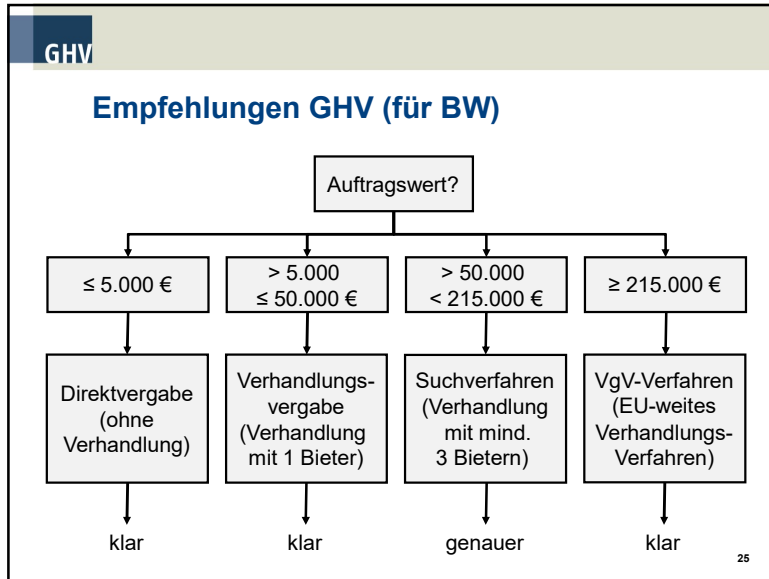 GHV
Empfehlungen GHV (für BW)
Auftragswert?
≤ 5.000 €
> 5.000
≤ 50.000 €
> 50.000
< 215.000 €
≥ 215.000 €
Direktvergabe
(ohne
Verhandlung)
Verhandlungs-
vergabe
(Verhandlung
mit 1 Bieter)
Suchverfahren
(Verhandlung
mit mind.
3 Bietern)
VgV-Verfahren
(EU-weites
Verhandlungs-
Verfahren)
klar
klar
genauer
klar
25